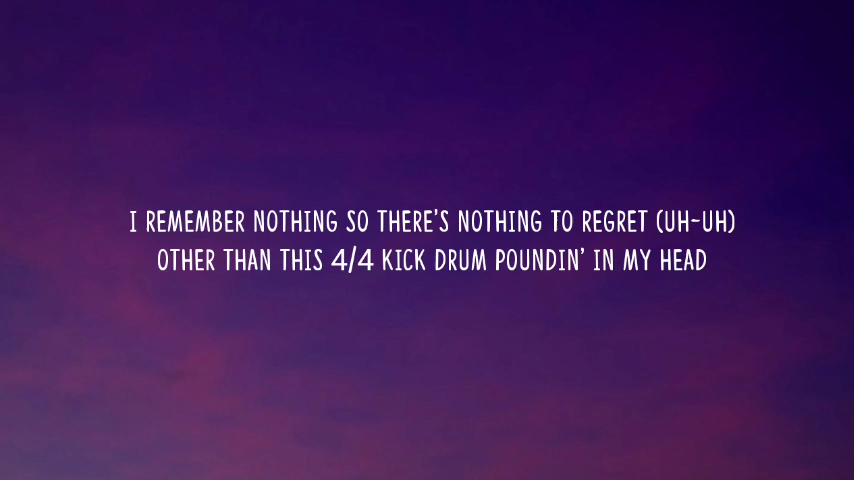 I REMEMBER NOTHING SO THERE'S NOTHING TO REGRET (UH-UH)
OTHER THAN THIS 4/4 KICK DRUM POUNDIN' IN MY HEAD